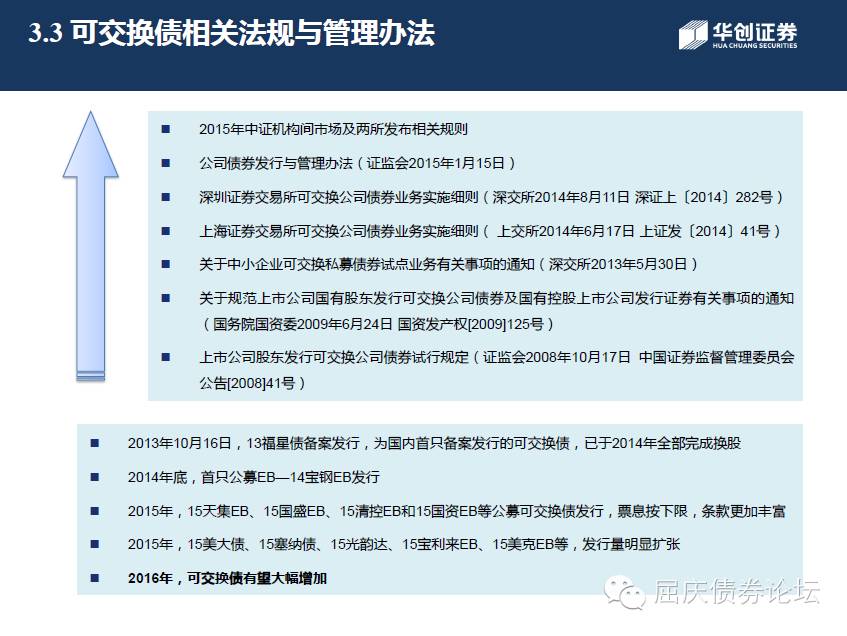 3.3 可交换债相关法规与管理办法
华创证券
HUA CHUANG SECURITIES
2015年中证机构间市场及两所发布相关规则
公司债券发行与管理办法（证监会2015年1月15日）
深圳证券交易所可交换公司债券业务实施细则（深交所2014年8月11日 深证上〔2014〕282号）
上海证券交易所可交换公司债券业务实施细则（ 上交所2014年6月17日 上证发〔2014〕41号）
关于中小企业可交换私募债券试点业务有关事项的通知（深交所2013年5月30日）
关于规范上市公司国有股东发行可交换公司债券及国有控股上市公司发行证券有关事项的通知
（国务院国资委2009年6月24日 国资发产权[2009]125号）
上市公司股东发行可交换公司债券试行规定（证监会2008年10月17日 中国证券监督管理委员会
公告[2008]41号）
2013年10月16日，13福星债备案发行，为国内首只备案发行的可交换债，已于2014年全部完成换股
2014年底，首只公募EB—14宝钢EB发行
2015年，15天集EB、15国盛EB、15清控EB和15国资EB等公募可交换债发行，票息按下限，条款更加丰富
2015年，15美大债、15塞纳债、15光韵达、15宝利来EB、15美克EB等，发行量明显扩张
2016年，可交换债有望大幅增加
屈庆债券论坛